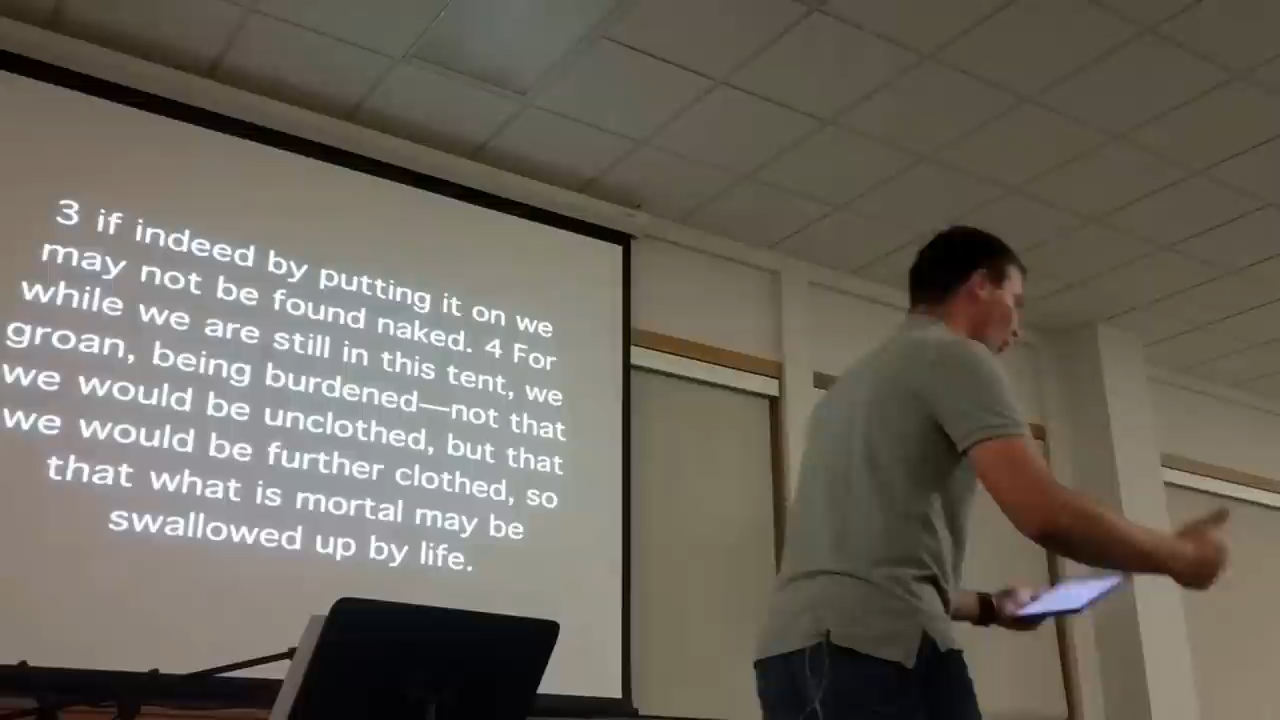 3 if indeed by putting it on we
may not be found naked. 4 For
while we are still in this tent, we
groan, being burdened—not that
we would be unclothed, but that
we would be further clothed, so
that what is mortal may be
swallowed up by life.